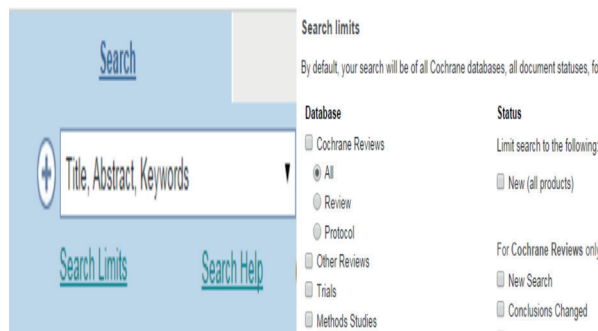 Search
Title, Abstract, Keywords
Search Limits
Search Help
Search limits
By default, your search will be of all Cochrane databases, all document statuses, fo
Database
Cochrane Reviews
All
Review
Protocol
Other Reviews
Trials
Methods Studies
Status
Limit search to the following:
New (all products)
For Cochrane Reviews only
New Search
Conclusions Changed